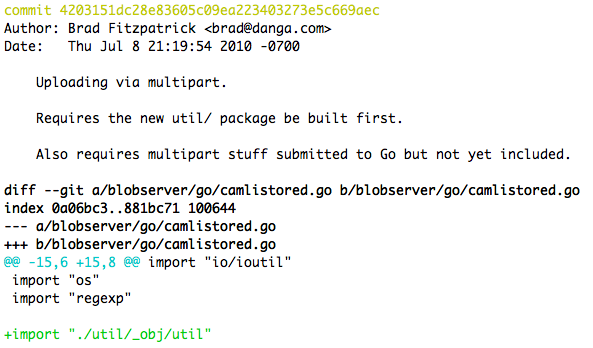 commit 4203151dc28e83605c09ea223403273e5c669aec
Author: Brad Fitzpatrick <brad@danga.com>
Date:   Thu Jul 8 21:19:54 2010 -0700
Uploading via multipart.
Requires the new util/ package be built first.
Also requires multipart stuff submitted to Go but not yet included.
diff --git a/blobserver/go/camlistored.go b/blobserver/go/camlistored.go
index 0a06bc3..881bc71 100644
--- a/blobserver/go/camlistored.go
+++ b/blobserver/go/camlistored.go
@@ -15,6 +15,8 @@ import "io/ioutil"
 import "os"
 import "regexp"
+import "./util/_obj/util"